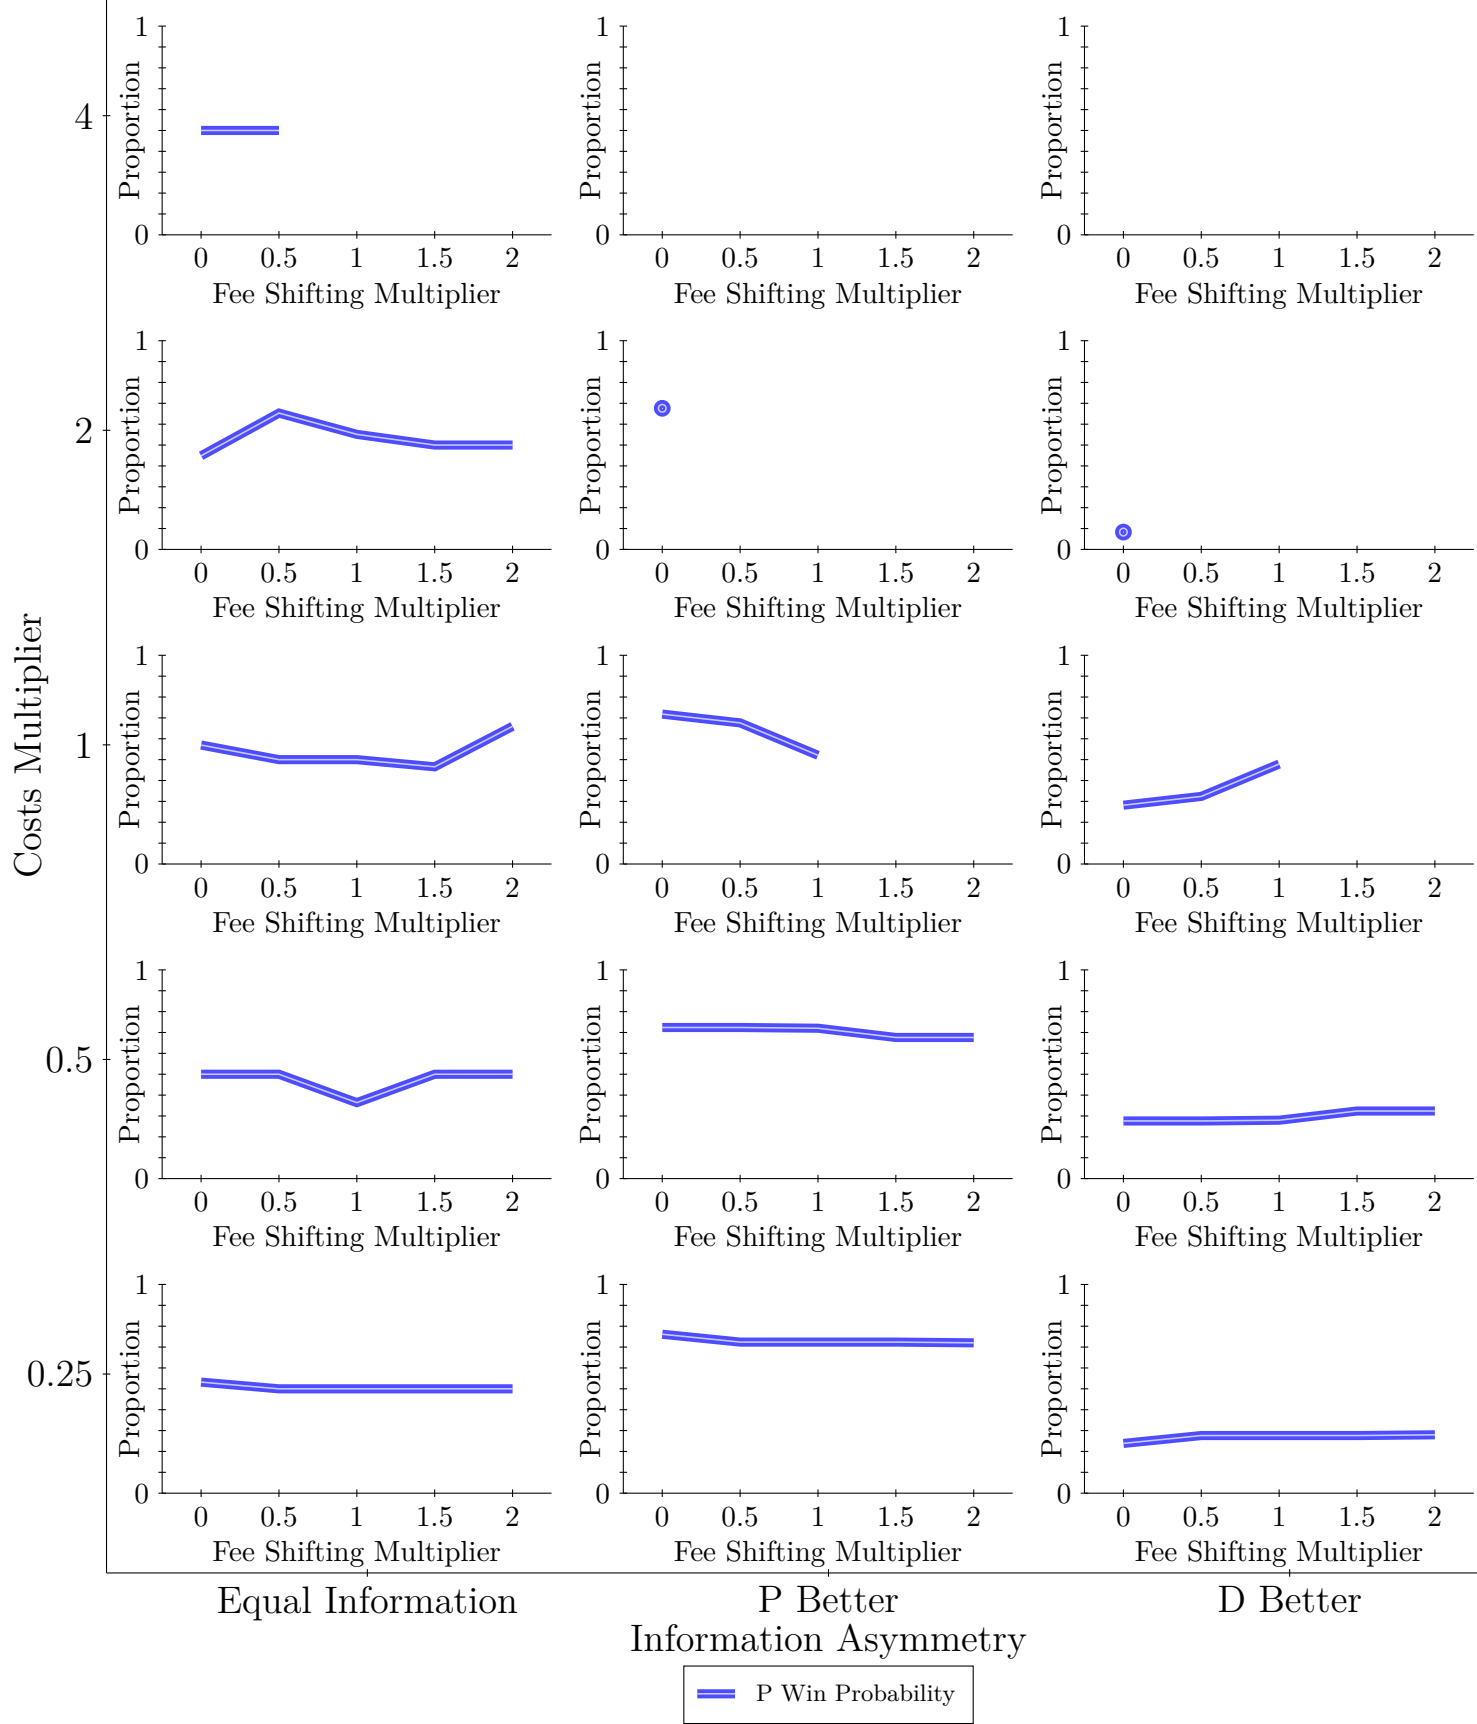 Costs Multiplier
4
1
Proportion
0
0 0.5 1 1.5 2
Fee Shifting Multiplier
1
Proportion
0
0 0.5 1 1.5 2
Fee Shifting Multiplier
1
Proportion
0
0 0.5 1 1.5 2
Fee Shifting Multiplier
2
1
Proportion
0
0 0.5 1 1.5 2
Fee Shifting Multiplier
1
Proportion
0
0 0.5 1 1.5 2
Fee Shifting Multiplier
1
Proportion
0
0 0.5 1 1.5 2
Fee Shifting Multiplier
1
1
Proportion
0
0 0.5 1 1.5 2
Fee Shifting Multiplier
1
Proportion
0
0 0.5 1 1.5 2
Fee Shifting Multiplier
1
Proportion
0
0 0.5 1 1.5 2
Fee Shifting Multiplier
0.5
1
Proportion
0
0 0.5 1 1.5 2
Fee Shifting Multiplier
1
Proportion
0
0 0.5 1 1.5 2
Fee Shifting Multiplier
1
Proportion
0
0 0.5 1 1.5 2
Fee Shifting Multiplier
0.25
1
Proportion
0
0 0.5 1 1.5 2
Fee Shifting Multiplier
1
Proportion
0
0 0.5 1 1.5 2
Fee Shifting Multiplier
1
Proportion
0
0 0.5 1 1.5 2
Fee Shifting Multiplier
Equal Information
P Better
D Better
Information Asymmetry
P Win Probability